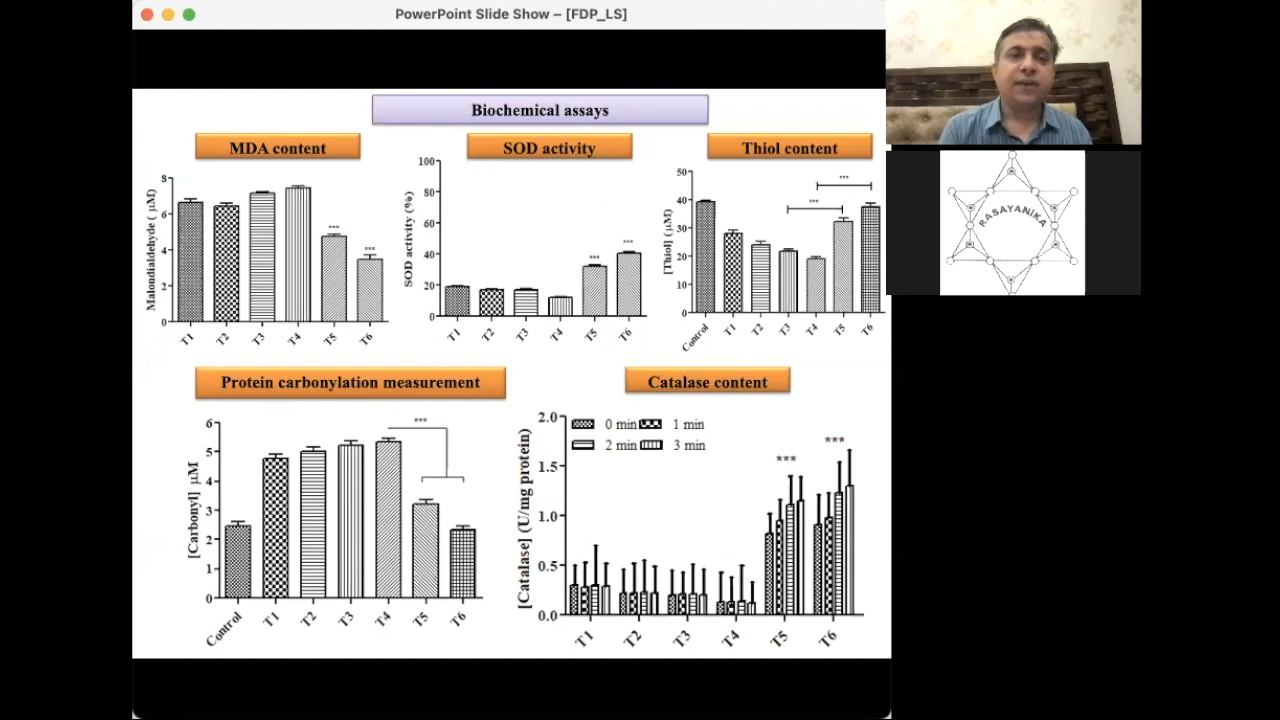 PowerPoint Slide Show – [FDP_LS]
Biochemical assays
MDA content
Malondialdehyde ( µM)
8
6
4
2
0
***
***
T1 T2 T3 T4 T5 T6
SOD activity
SOD activity (%)
100
80
60
40
20
0
***
***
T1 T2 T3 T4 T5 T6
Thiol content
[Thiol] (µM)
50
40
30
20
10
0
***
***
Control T1 T2 T3 T4 T5 T6
Protein carbonylation measurement
[Carbonyl] µM
6
5
4
3
2
1
0
***
Control T1 T2 T3 T4 T5 T6
Catalase content
[Catalase] (U/mg protein)
2.0
1.5
1.0
0.5
0.0
0 min 1 min
2 min 3 min
***
***
T1 T2 T3 T4 T5 T6
RASAYANIKA